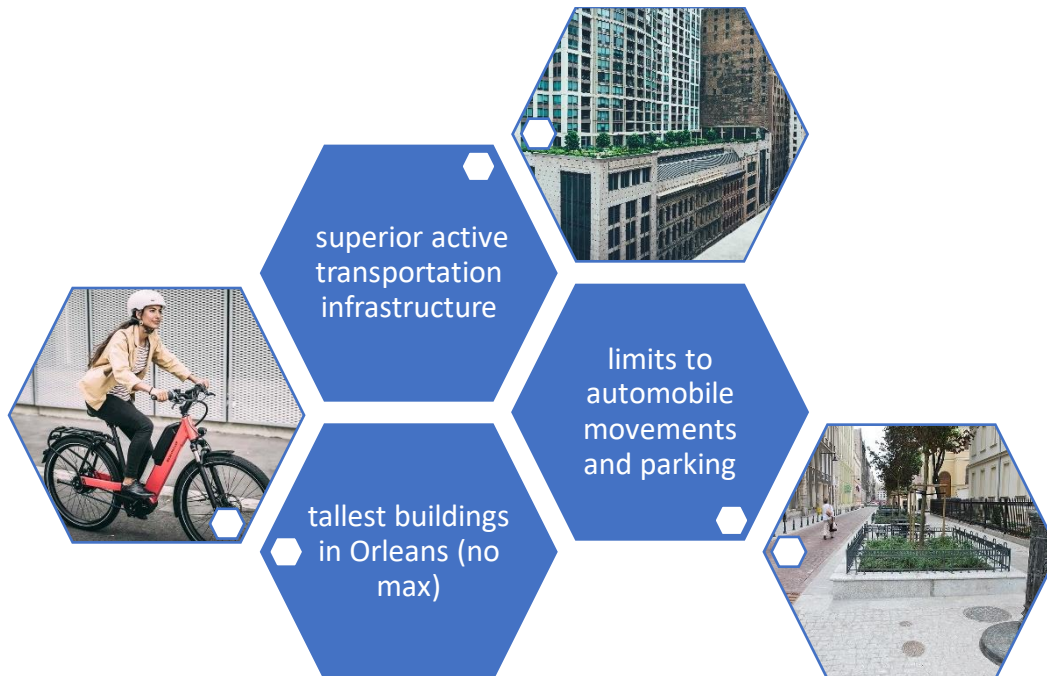 superior active
transportation
infrastructure
limits to
automobile
movements
and parking
tallest buildings
in Orleans (no
max)